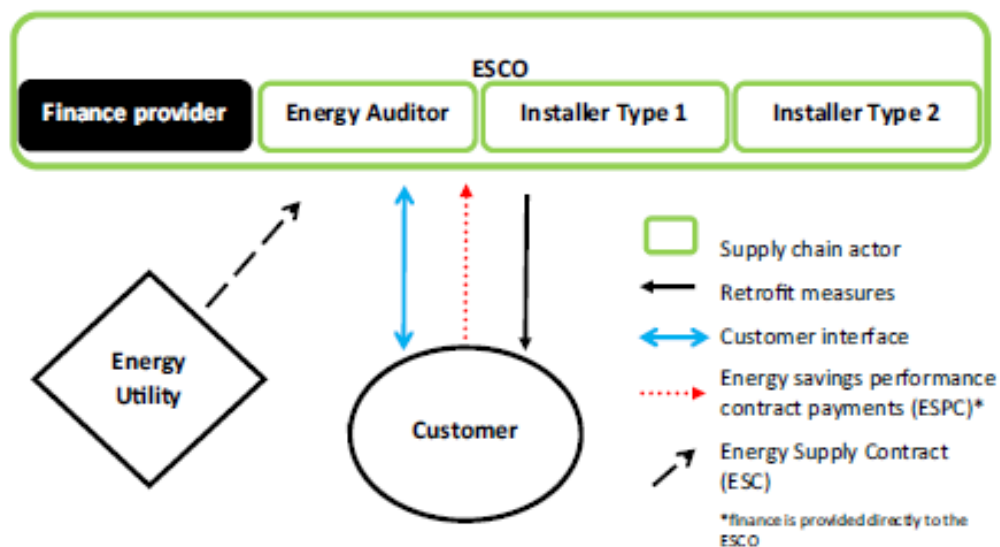 ESCO
Finance provider
Energy Auditor
Installer Type 1
Installer Type 2
Energy
Utility
Customer
Supply chain actor
Retrofit measures
Customer interface
Energy savings performance
contract payments (ESPC)*
Energy Supply Contract
(ESC)
*finance is provided directly to the
ESCO